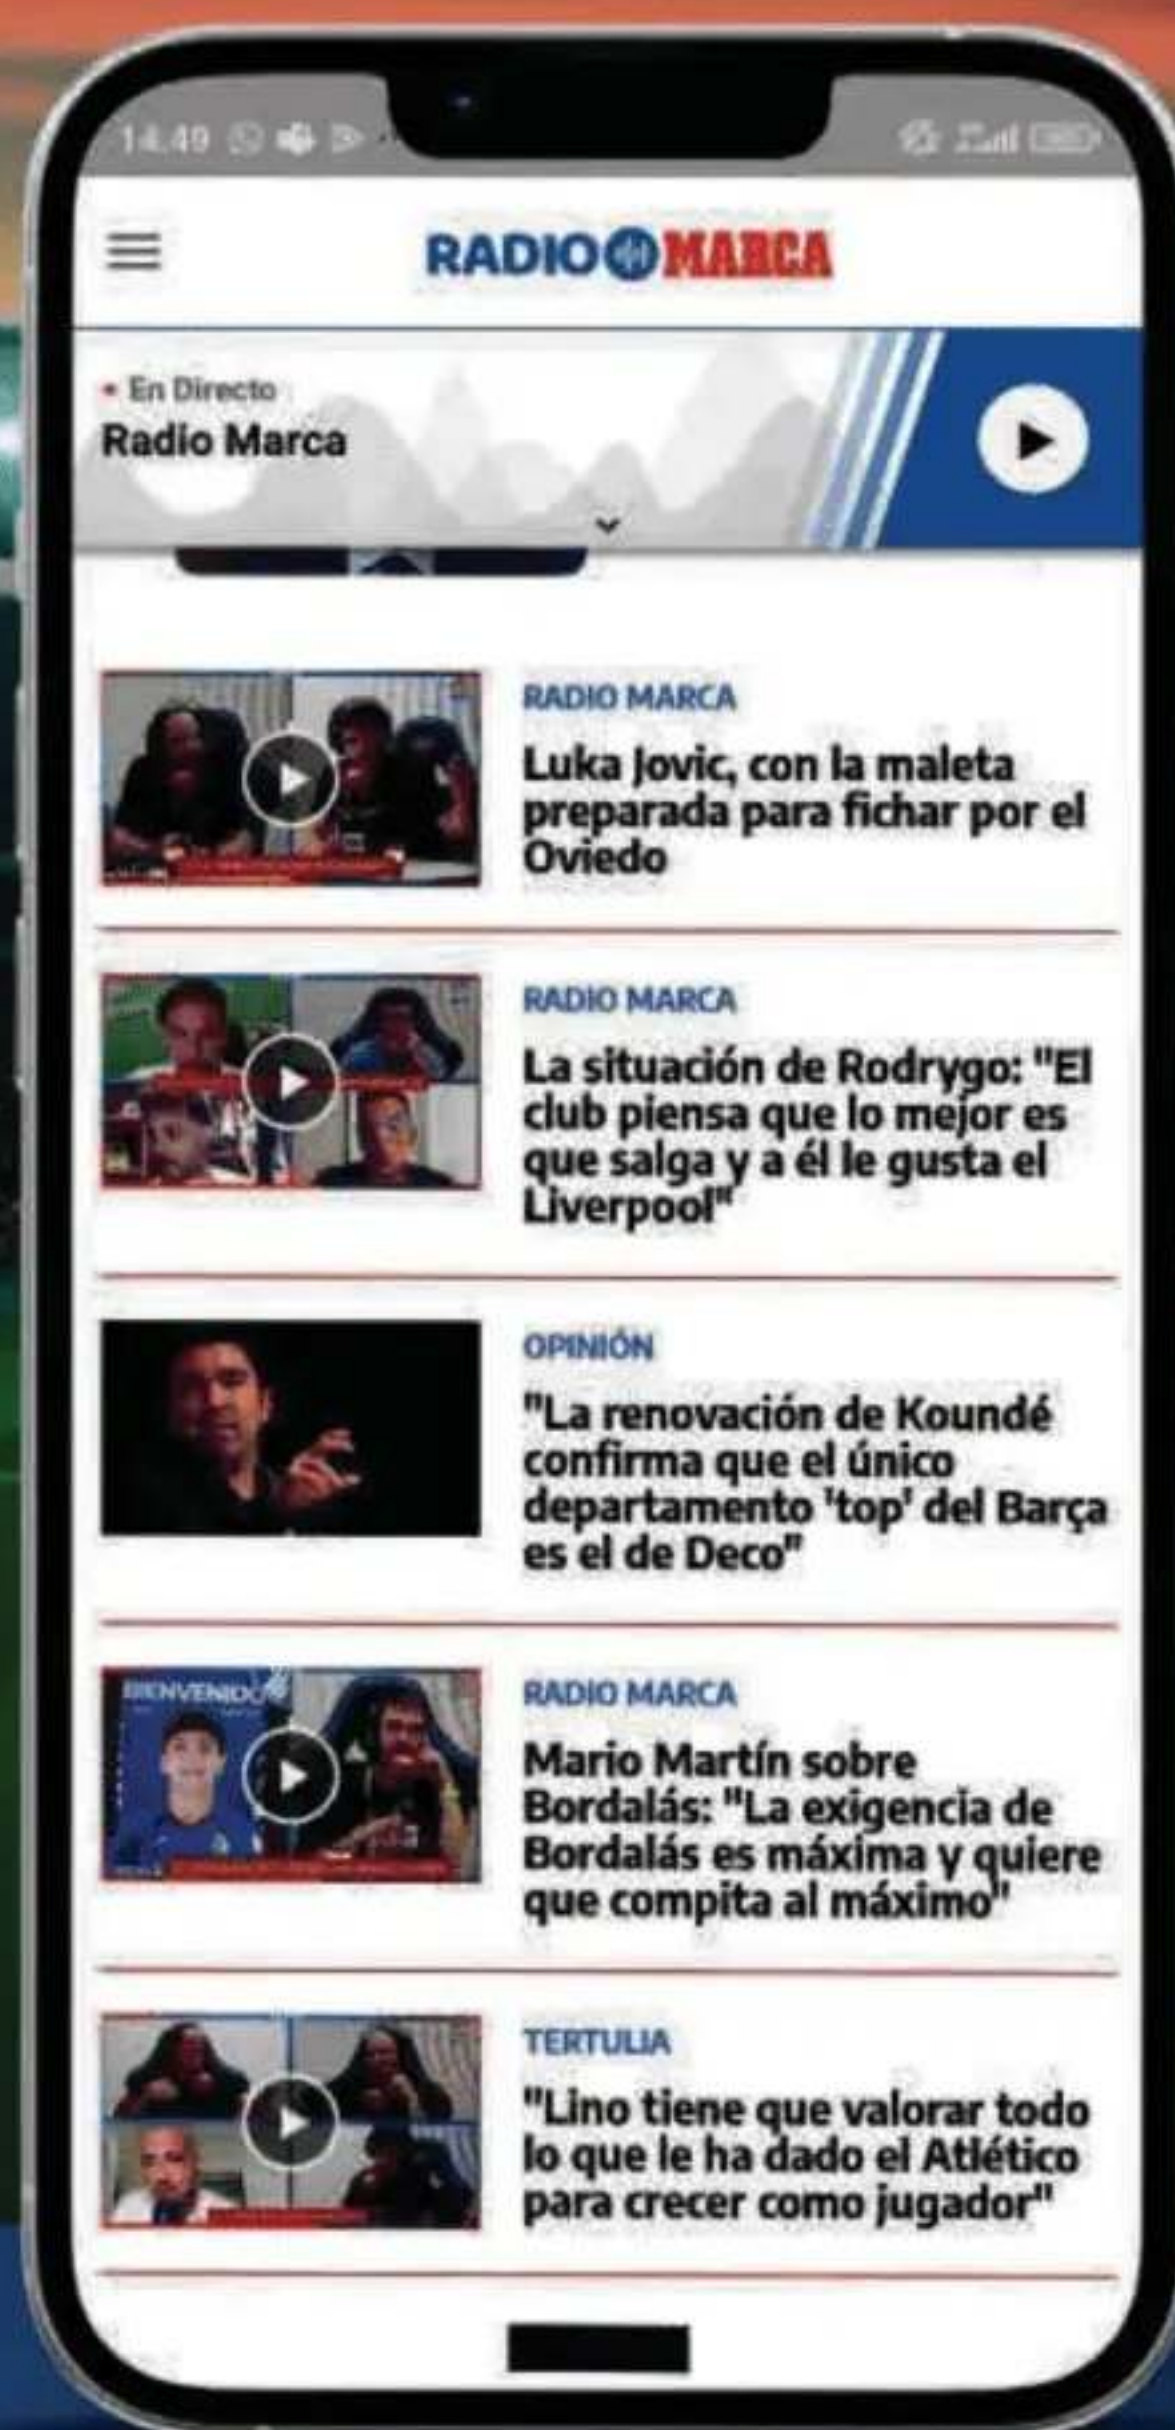 14.49
RADIO MARCA
En Directo
Radio Marca
RADIO MARCA
Luka Jovic, con la maleta
preparada para fichar por el
Oviedo
RADIO MARCA
La situación de Rodrygo: "El
club piensa que lo mejor es
que salga y a él le gusta el
Liverpool"
OPINIÓN
"La renovación de Koundé
confirma que el único
departamento 'top' del Barça
es el de Deco"
BIENVENIDO
RADIO MARCA
Mario Martín sobre
Bordalás: "La exigencia de
Bordalás es máxima y quiere
que compita al máximo"
TERTULIA
"Lino tiene que valorar todo
lo que le ha dado el Atlético
para crecer como jugador"